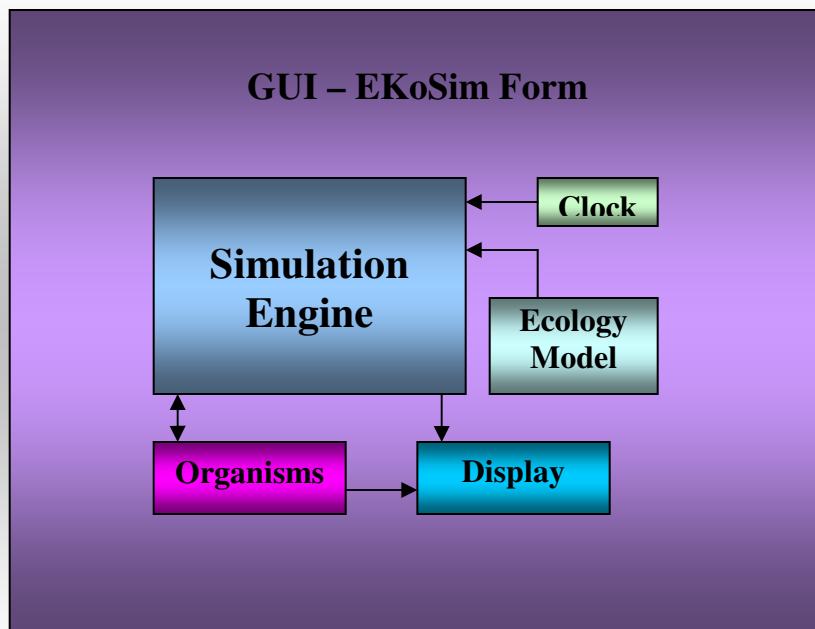 GUI – EKoSim Form
Clock
Simulation
Engine
Ecology
Model
Organisms
Display